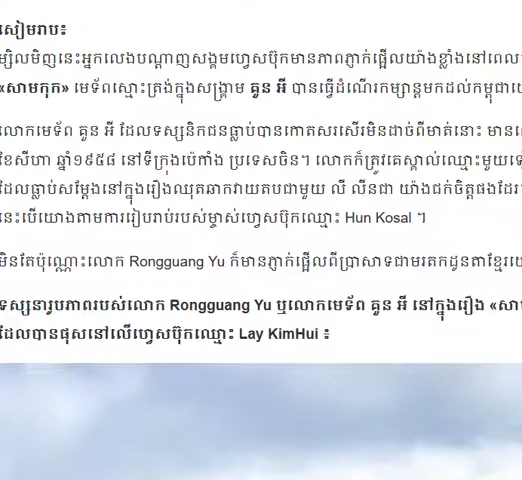 សៀមរាប៖
ម្សិលមិញនេះអ្នកលេងបណ្តាញសង្គមហ្វេសប៊ុកមានភាពភ្ញាក់ផ្អើលយ៉ាងខ្លាំងនៅពេល
«សាមកុក» មេទ័ពស្មោះត្រង់ក្នុងសង្គ្រាម គួន អ៊ី បានធ្វើដំណើរកម្សាន្តមកដល់កម្ពុជា
លោកមេទ័ព គួន អ៊ី ដែលទស្សនិកជនធ្លាប់បានកោតសរសើរមិនដាច់ពីមាត់នោះ មាន
ខែសីហា ឆ្នាំ១៩៥៨ នៅទីក្រុងប៉េកាំង ប្រទេសចិន។ លោកក៏ត្រូវគេស្គាល់ឈ្មោះមួយ
ដែលធ្លាប់សម្តែងនៅក្នុងរឿងឈុតឆាកវាយតបជាមួយ លី លីនជា យ៉ាងជក់ចិត្តផងដែរ
នេះបើយោងតាមការរៀបរាប់របស់ម្ចាស់ហ្វេសប៊ុកឈ្មោះ Hun Kosal ។
មិនតែប៉ុណ្ណោះលោក Rongguang Yu ក៏មានភ្ញាក់ផ្អើលពីប្រាសាទជាមរតកដូនតាខ្មែរ
ទស្សនារូបភាពរបស់លោក Rongguang Yu ឬលោកមេទ័ព គួន អ៊ី នៅក្នុងរឿង «សា
ដែលបានផុសនៅលើហ្វេសប៊ុកឈ្មោះ Lay KimHui ៖